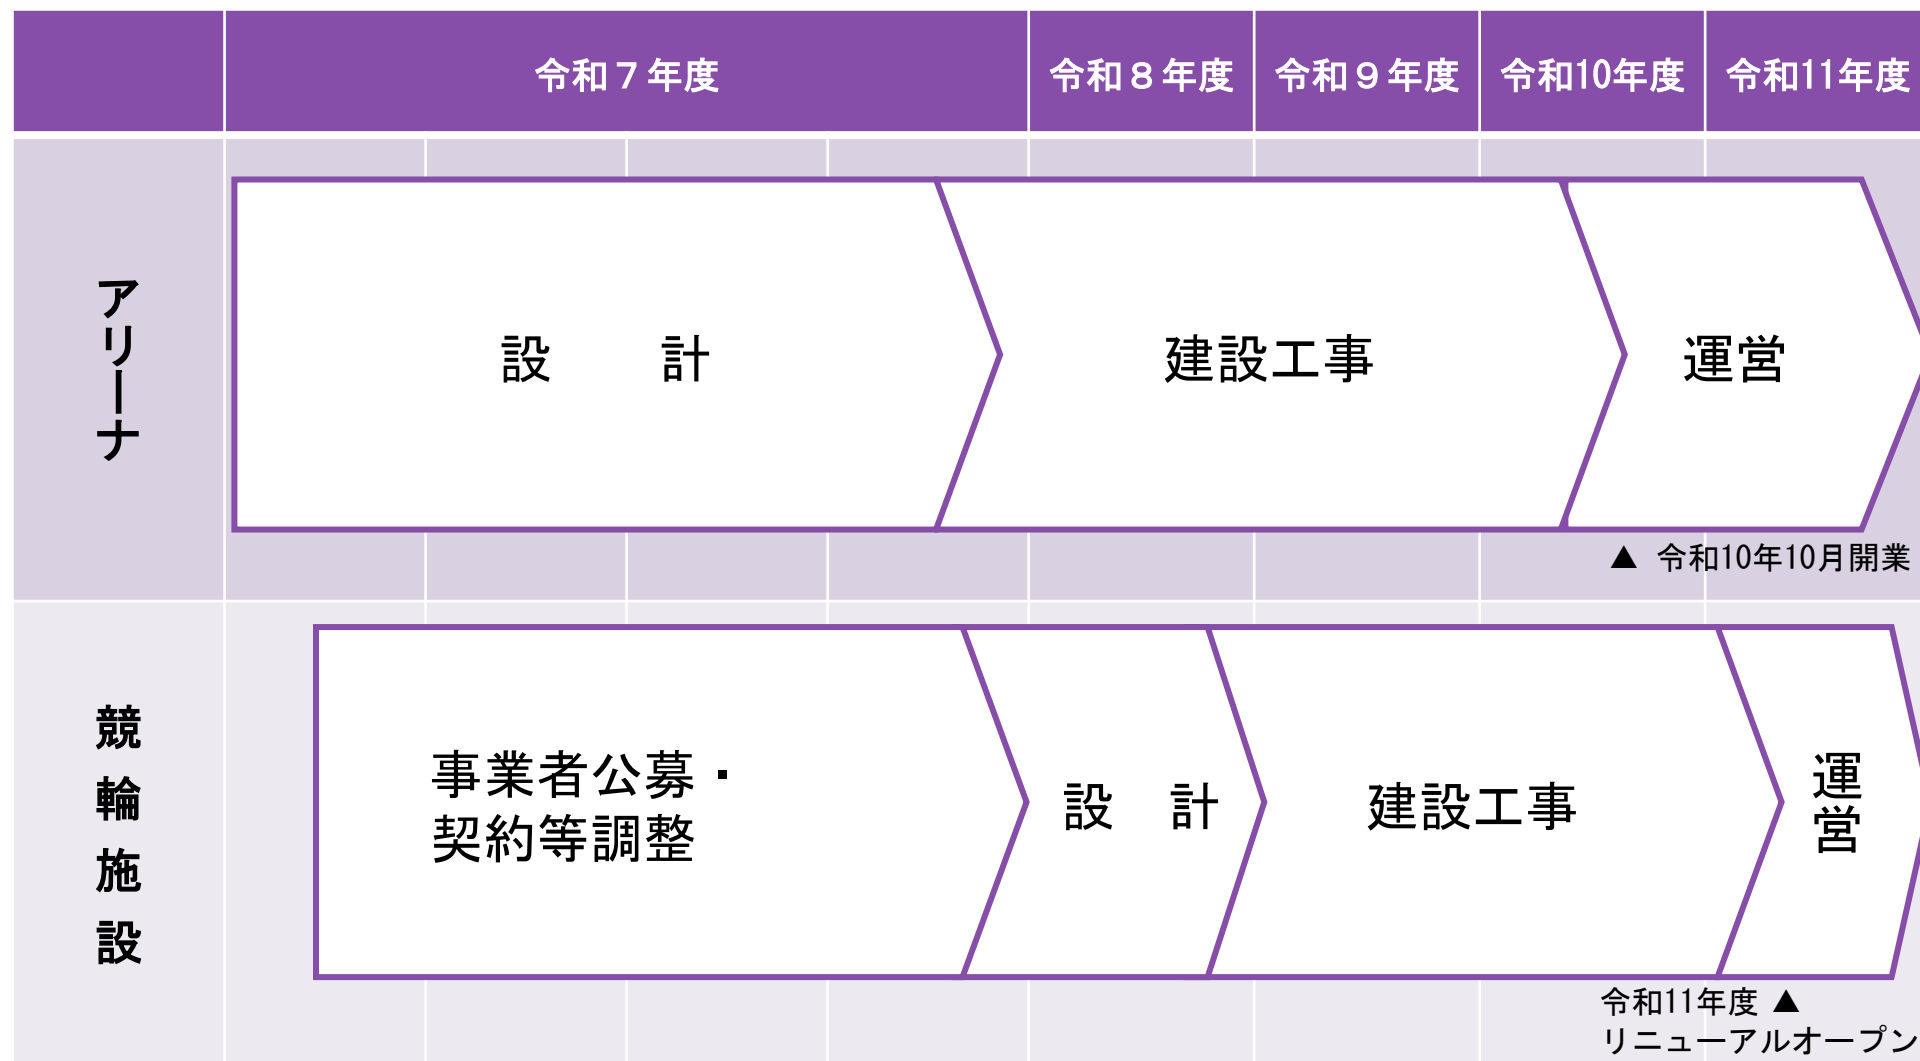 令和７年度
令和８年度
令和９年度
令和10年度
令和11年度
アリーナ
設　　計
建設工事
運営
▲ 令和10年10月開業
競輪施設
事業者公募・
契約等調整
設　計
建設工事
運営
令和11年度 ▲
リニューアルオープン